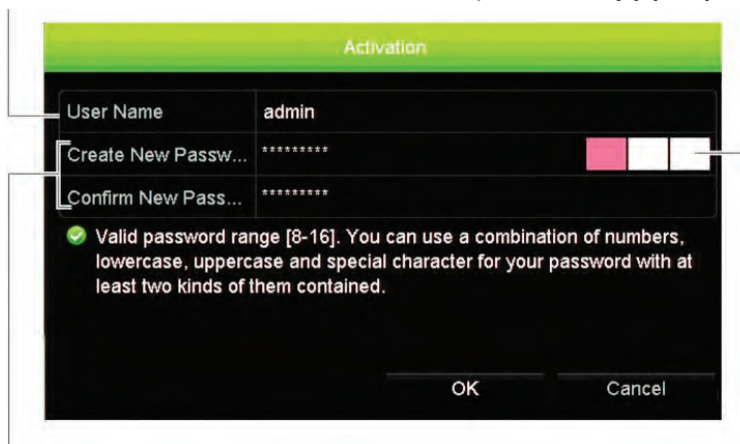 Activation
User Name admin
Create New Passw... *********
Confirm New Pass... *********
Valid password range [8-16]. You can use a combination of numbers,
lowercase, uppercase and special character for your password with at
least two kinds of them contained.
OK Cancel